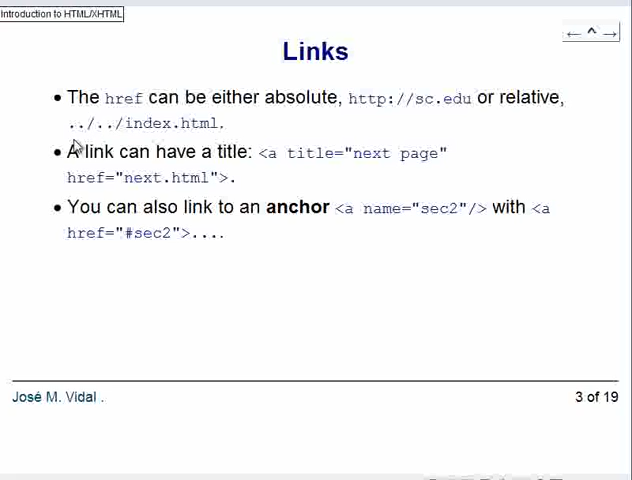 Introduction to HTML/XHTML
← ^ →
Links
• The href can be either absolute, http://sc.edu or relative,
../../index.html.
• A link can have a title: <a title="next page"
href="next.html">.
• You can also link to an anchor <a name="sec2"/> with <a
href="#sec2">....
José M. Vidal .
3 of 19